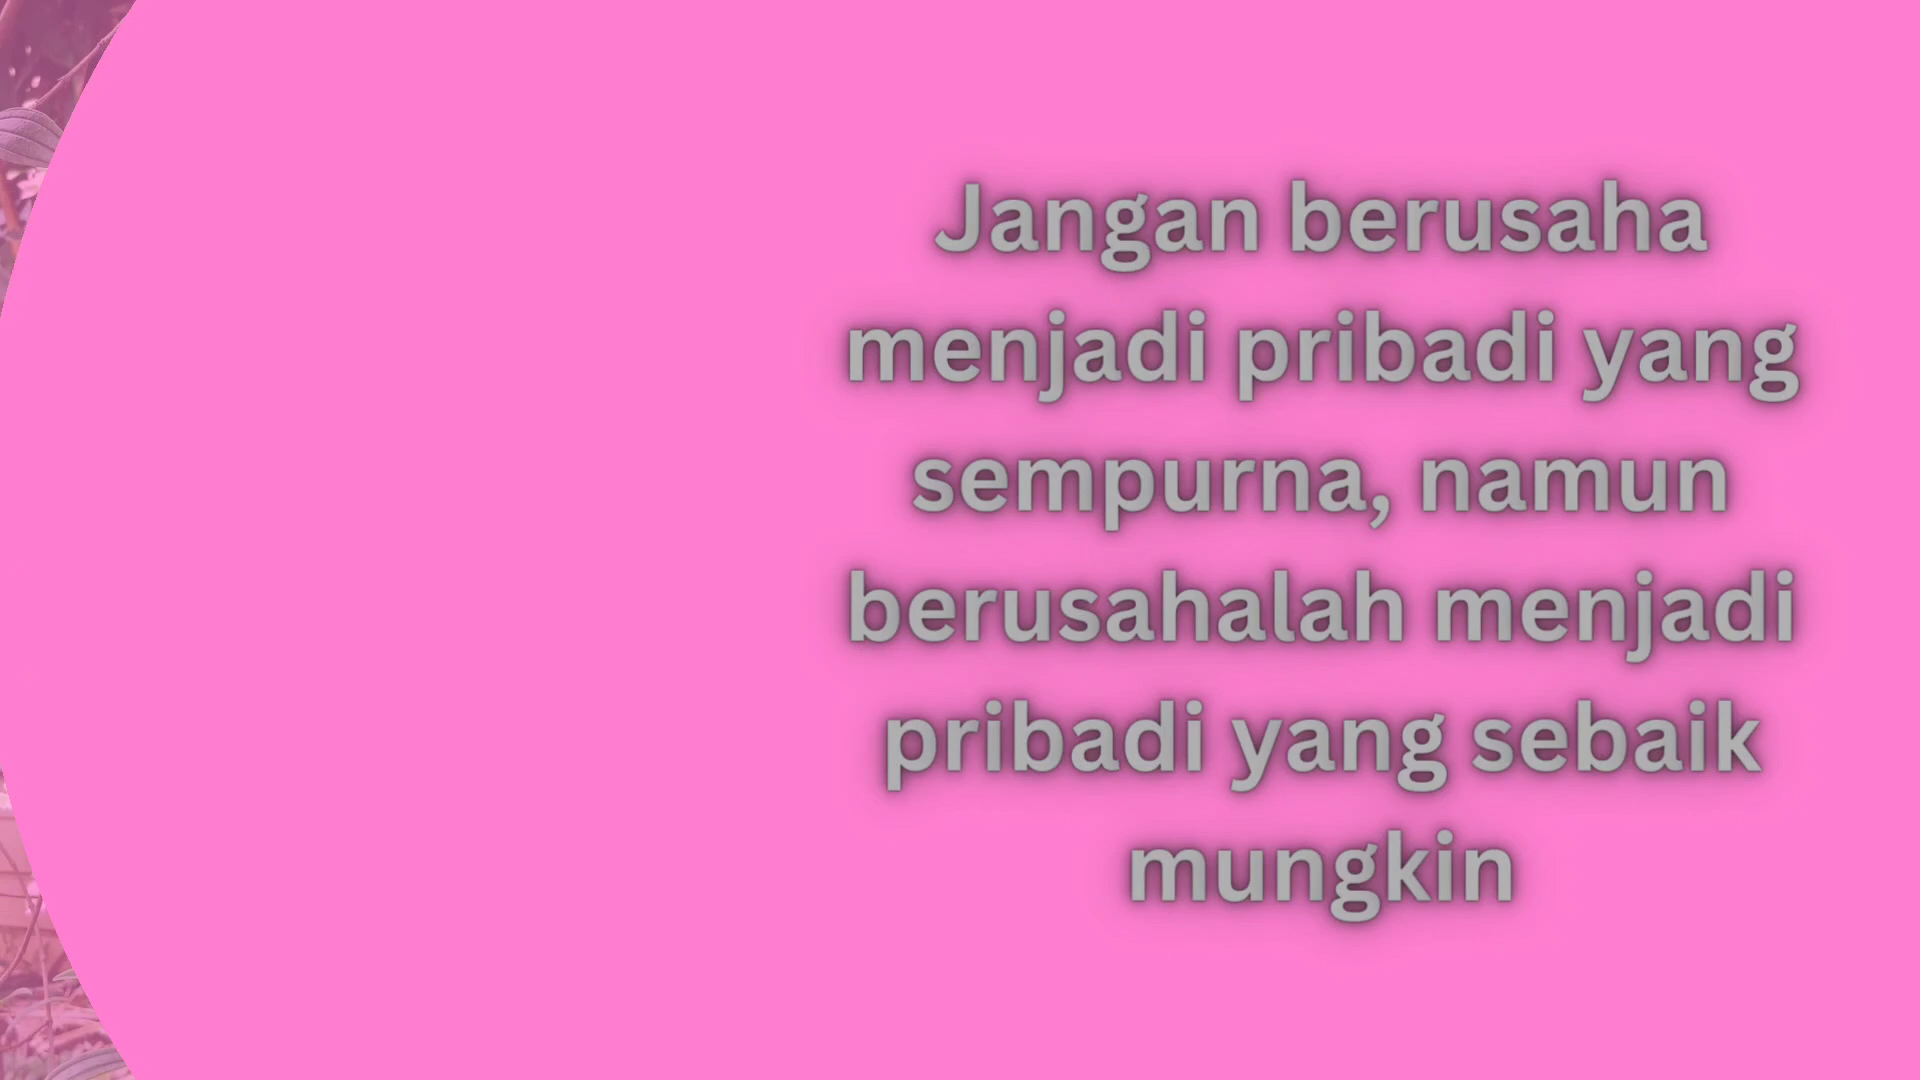 Jangan berusaha
menjadi pribadi yang
sempurna, namun
berusahalah menjadi
pribadi yang sebaik
mungkin